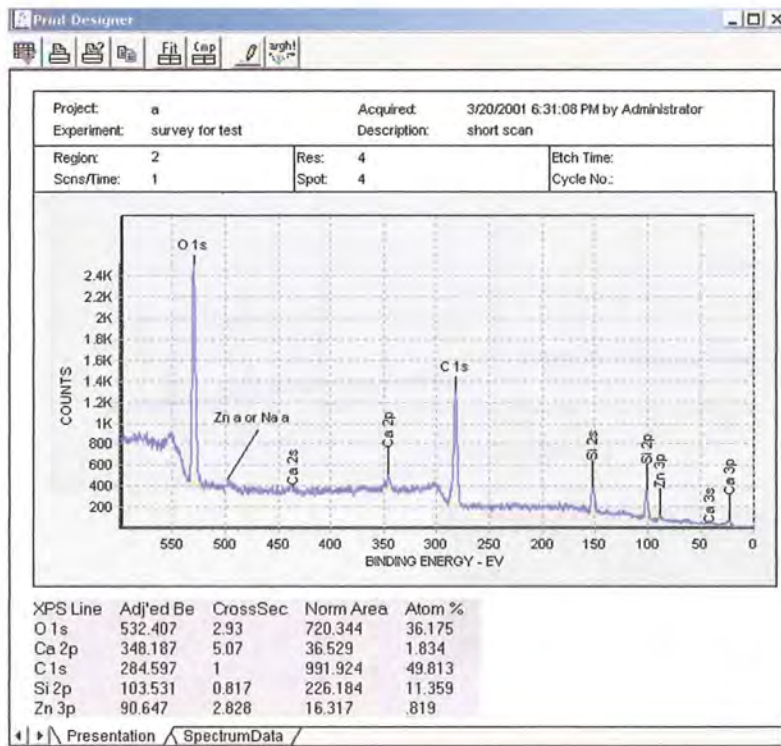 Print Designer
Fit Cmp argh!
Project: a Acquired: 3/20/2001 6:31:08 PM by Administrator
Experiment: survey for test Description: short scan
Region: 2 Res: 4 Etch Time:
Scns/Time: 1 Spot: 4 Cycle No.:
O 1s
2.4K
2.2K
2K
1.8K
1.6K
1.4K
1.2K
1K
800
600
400
200
COUNTS
C 1s
Zn a or Na a
Ca 2s
Ca 2p
Si 2s
Si 2p
Zn 3p
Ca 3s
Ca 3p
550 500 450 400 350 300 250 200 150 100 50 0
BINDING ENERGY - EV
XPS Line Adj'ed Be CrossSec Norm Area Atom %
O 1s 532.407 2.93 720.344 36.175
Ca 2p 348.187 5.07 36.529 1.834
C 1s 284.597 1 991.924 49.813
Si 2p 103.531 0.817 226.184 11.359
Zn 3p 90.647 2.828 16.317 .819
Presentation SpectrumData